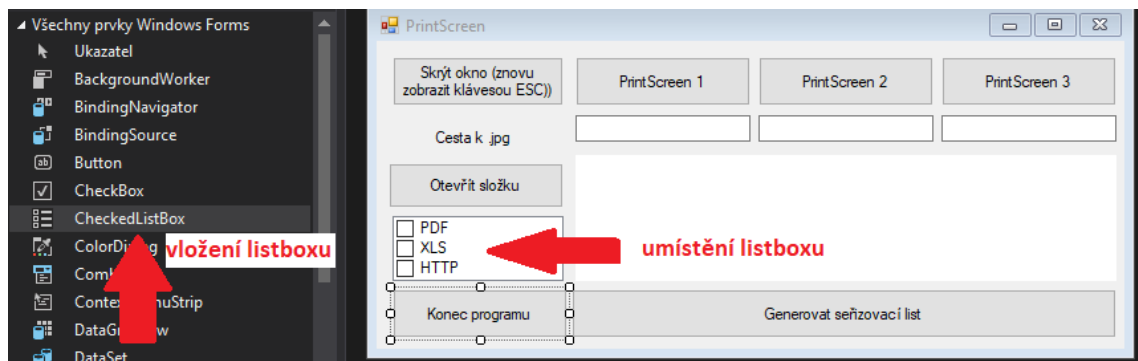 Všechny prvky Windows Forms
Ukazatel
BackgroundWorker
BindingNavigator
BindingSource
Button
CheckBox
CheckedListBox
vložení listboxu
DataSet
PrintScreen
Skrýt okno (znovu
zobrazit klávesou ESC))
PrintScreen 1
PrintScreen 2
PrintScreen 3
Cesta k .jpg
Otevřít složku
PDF
XLS
HTTP
umístění listboxu
Konec programu
Generovat seřizovací list